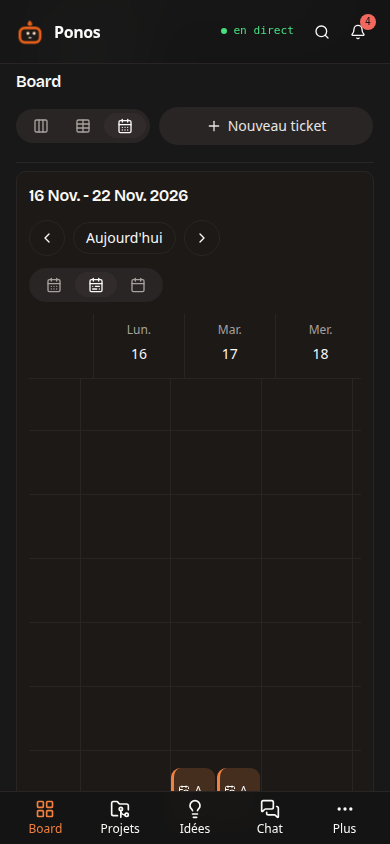 Ponos
en direct
4
Board
Nouveau ticket
16 Nov. - 22 Nov. 2026
Aujourd'hui
Lun. Mar. Mer.
16 17 18
A A
Board Projets Idées Chat Plus